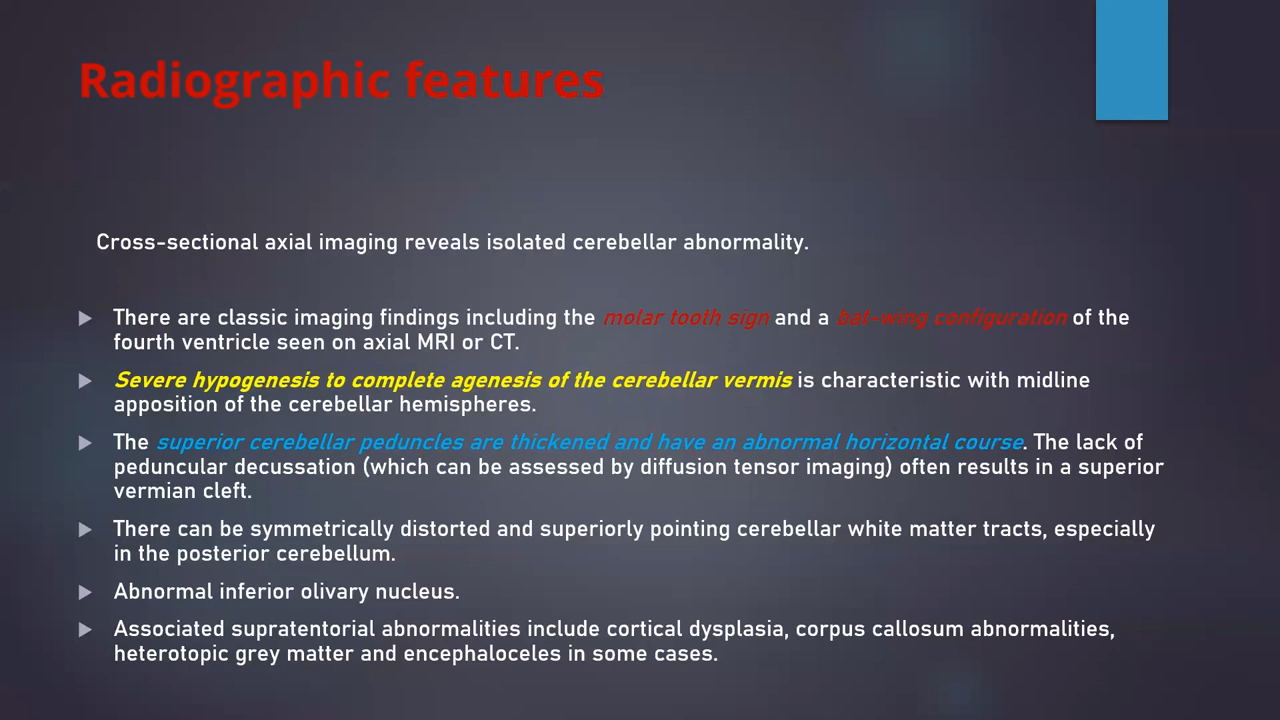 Radiographic features
Cross-sectional axial imaging reveals isolated cerebellar abnormality.
There are classic imaging findings including the molar tooth sign and a bat-wing configuration of the
fourth ventricle seen on axial MRI or CT.
Severe hypogenesis to complete agenesis of the cerebellar vermis is characteristic with midline
apposition of the cerebellar hemispheres.
The superior cerebellar peduncles are thickened and have an abnormal horizontal course. The lack of
peduncular decussation (which can be assessed by diffusion tensor imaging) often results in a superior
vermian cleft.
There can be symmetrically distorted and superiorly pointing cerebellar white matter tracts, especially
in the posterior cerebellum.
Abnormal inferior olivary nucleus.
Associated supratentorial abnormalities include cortical dysplasia, corpus callosum abnormalities,
heterotopic grey matter and encephaloceles in some cases.